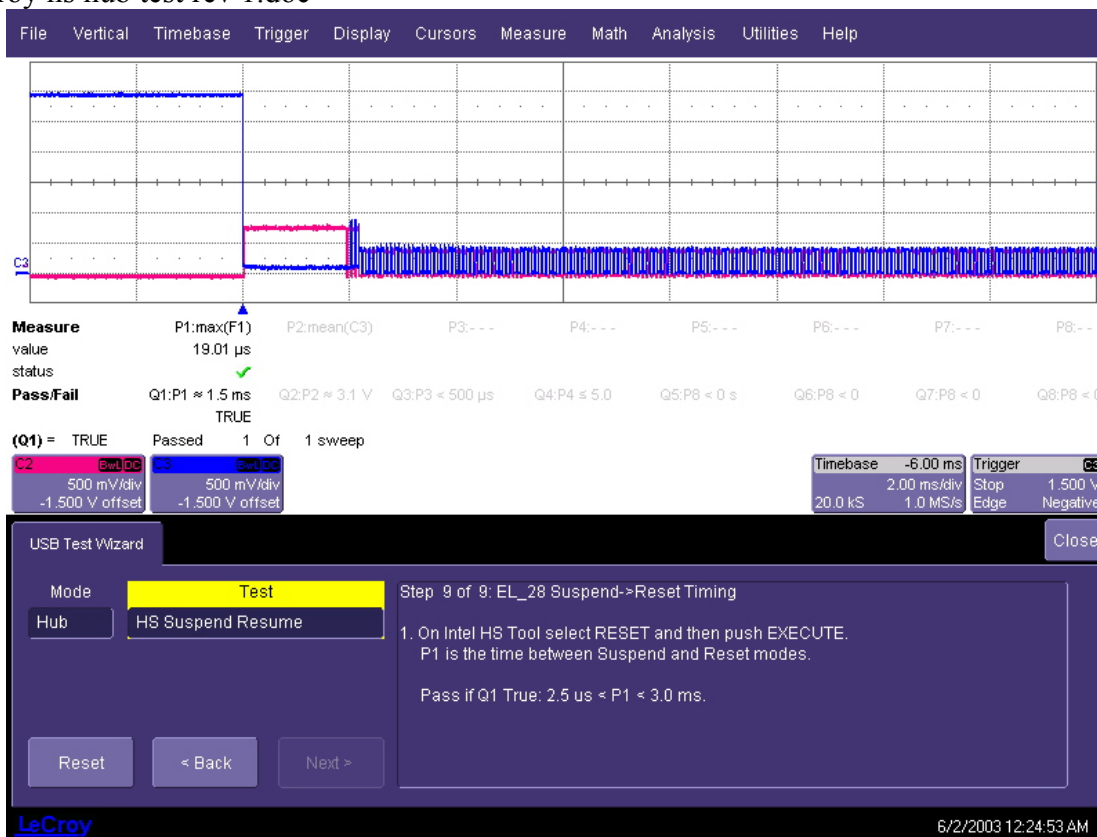 roy hs hub test rev 1.doc
File Vertical Timebase Trigger Display Cursors Measure Math Analysis Utilities Help
C3
Measure P1:max(F1) P2:mean(C3) P3:- - - P4:- - - P5:- - - P6:- - - P7:- - - P8:- -
value 19.01 µs
status
Pass/Fail Q1:P1 ≈ 1.5 ms Q2:P2 ≈ 3.1 V Q3:P3 < 500 µs Q4:P4 ≤ 5.0 Q5:P8 < 0 s Q6:P8 < 0 Q7:P8 < 0 Q8:P8 < 
TRUE
(Q1) = TRUE Passed 1 Of 1 sweep
C2 BwL DC C3 BwL DC Timebase -6.00 ms Trigger C3
500 mV/div 500 mV/div 2.00 ms/div Stop 1.500 V
-1.500 V offset -1.500 V offset 20.0 kS 1.0 MS/s Edge Negative
USB Test Wizard Close
Mode Test
Hub HS Suspend Resume
Step 9 of 9: EL_28 Suspend->Reset Timing
1. On Intel HS Tool select RESET and then push EXECUTE.
P1 is the time between Suspend and Reset modes.
Pass if Q1 True: 2.5 us < P1 < 3.0 ms.
Reset < Back Next >
LeCroy 6/2/2003 12:24:53 AM